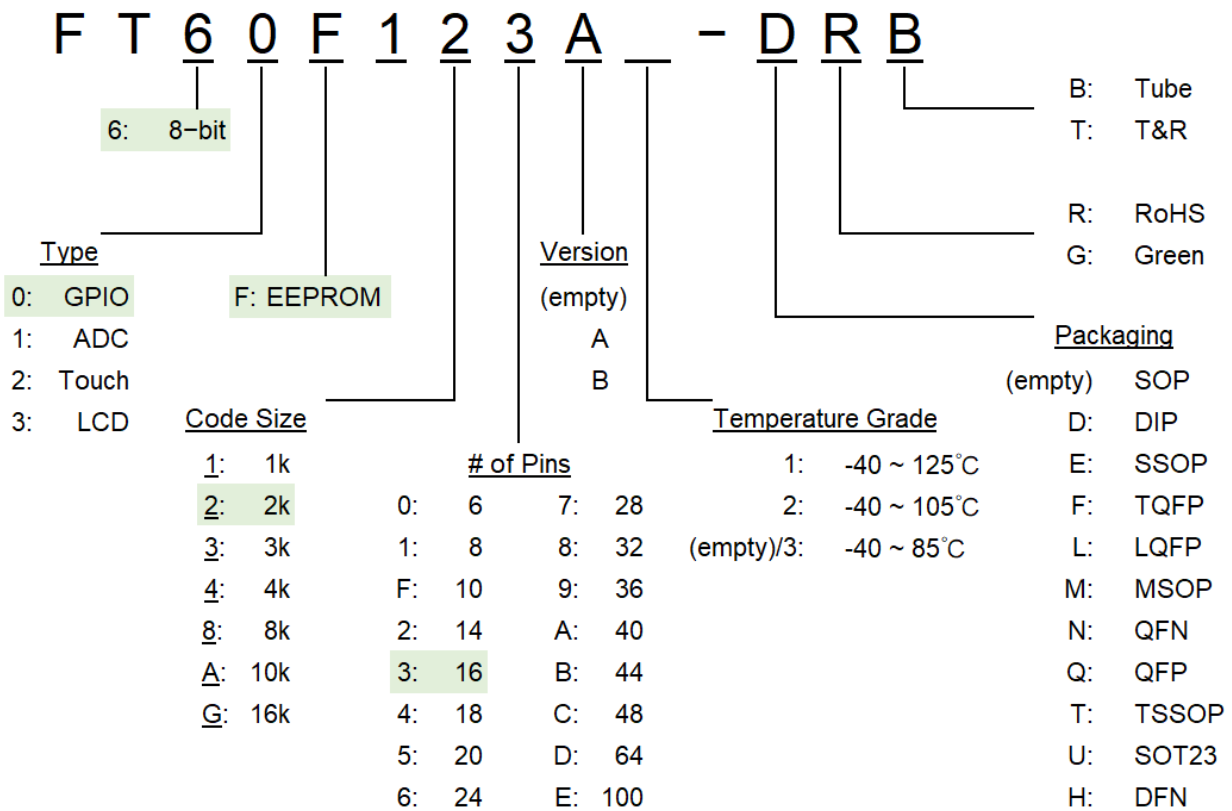 F T 6 0 F 1 2 3 A _ - D R B
6: 8-bit
B: Tube
T: T&R
R: RoHS
G: Green
Type
0: GPIO
1: ADC
2: Touch
3: LCD
F: EEPROM
Version
(empty)
A
B
Code Size
1: 1k
2: 2k
3: 3k
4: 4k
8: 8k
A: 10k
G: 16k
# of Pins
0: 6 7: 28
1: 8 8: 32
F: 10 9: 36
2: 14 A: 40
3: 16 B: 44
4: 18 C: 48
5: 20 D: 64
6: 24 E: 100
Temperature Grade
1: -40 ~ 125°C
2: -40 ~ 105°C
(empty)/3: -40 ~ 85°C
Packaging
(empty) SOP
D: DIP
E: SSOP
F: TQFP
L: LQFP
M: MSOP
N: QFN
Q: QFP
T: TSSOP
U: SOT23
H: DFN